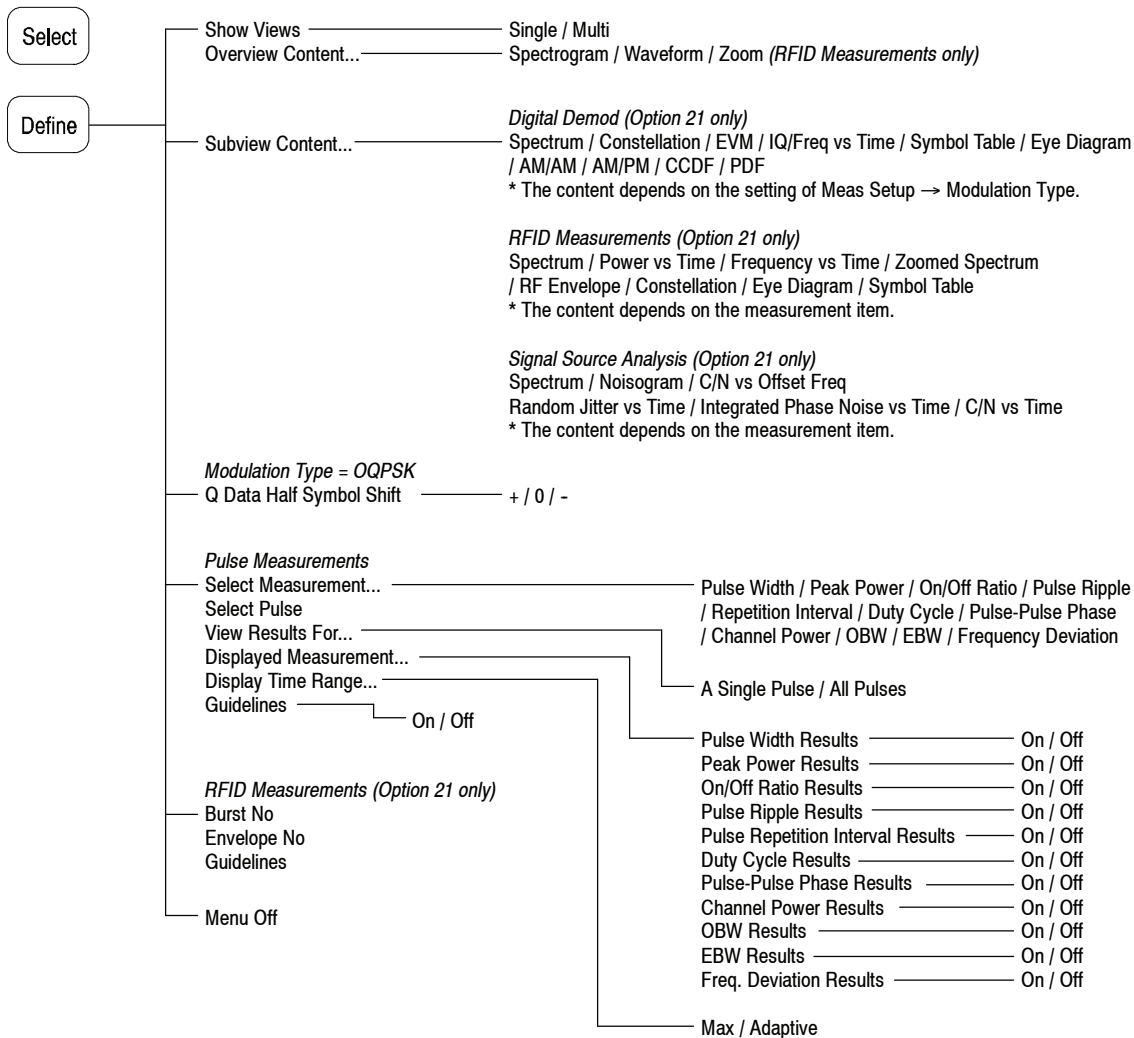 Select
Show Views Single / Multi
Overview Content... Spectrogram / Waveform / Zoom (RFID Measurements only)
Define
Digital Demod (Option 21 only)
Subview Content... Spectrum / Constellation / EVM / IQ/Freq vs Time / Symbol Table / Eye Diagram
/ AM/AM / AM/PM / CCDF / PDF
* The content depends on the setting of Meas Setup → Modulation Type.
RFID Measurements (Option 21 only)
Spectrum / Power vs Time / Frequency vs Time / Zoomed Spectrum
/ RF Envelope / Constellation / Eye Diagram / Symbol Table
* The content depends on the measurement item.
Signal Source Analysis (Option 21 only)
Spectrum / Noisogram / C/N vs Offset Freq
Random Jitter vs Time / Integrated Phase Noise vs Time / C/N vs Time
* The content depends on the measurement item.
Modulation Type = OQPSK
Q Data Half Symbol Shift + / 0 / -
Pulse Measurements
Select Measurement...
Select Pulse
View Results For...
Displayed Measurement...
Display Time Range...
Guidelines
On / Off
Pulse Width / Peak Power / On/Off Ratio / Pulse Ripple
/ Repetition Interval / Duty Cycle / Pulse-Pulse Phase
/ Channel Power / OBW / EBW / Frequency Deviation
A Single Pulse / All Pulses
Pulse Width Results On / Off
Peak Power Results On / Off
On/Off Ratio Results On / Off
Pulse Ripple Results On / Off
Pulse Repetition Interval Results On / Off
Duty Cycle Results On / Off
Pulse-Pulse Phase Results On / Off
Channel Power Results On / Off
OBW Results On / Off
EBW Results On / Off
Freq. Deviation Results On / Off
Max / Adaptive
RFID Measurements (Option 21 only)
Burst No
Envelope No
Guidelines
Menu Off